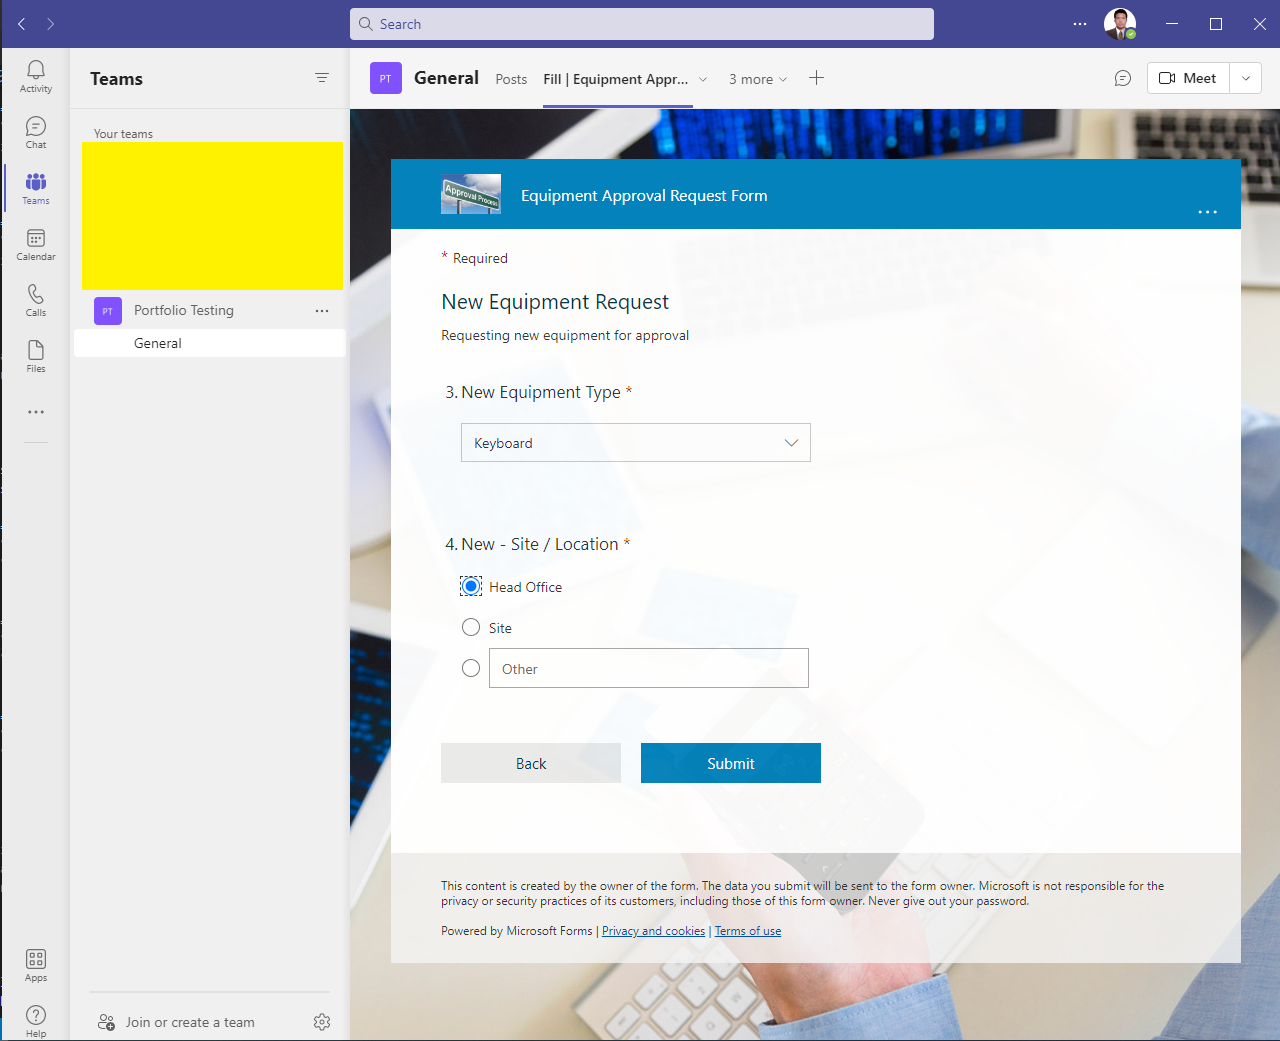 Search
Activity
Chat
Teams
Calendar
Calls
Files
Apps
Help
Teams
Your teams
PT Portfolio Testing
General
Join or create a team
PT General Posts Fill | Equipment Appr... 3 more Meet
Approval Process
Equipment Approval Request Form
* Required
New Equipment Request
Requesting new equipment for approval
3. New Equipment Type *
Keyboard
4. New - Site / Location *
Head Office
Site
Other
Back Submit
This content is created by the owner of the form. The data you submit will be sent to the form owner. Microsoft is not responsible for the
privacy or security practices of its customers, including those of this form owner. Never give out your password.
Powered by Microsoft Forms | Privacy and cookies | Terms of use